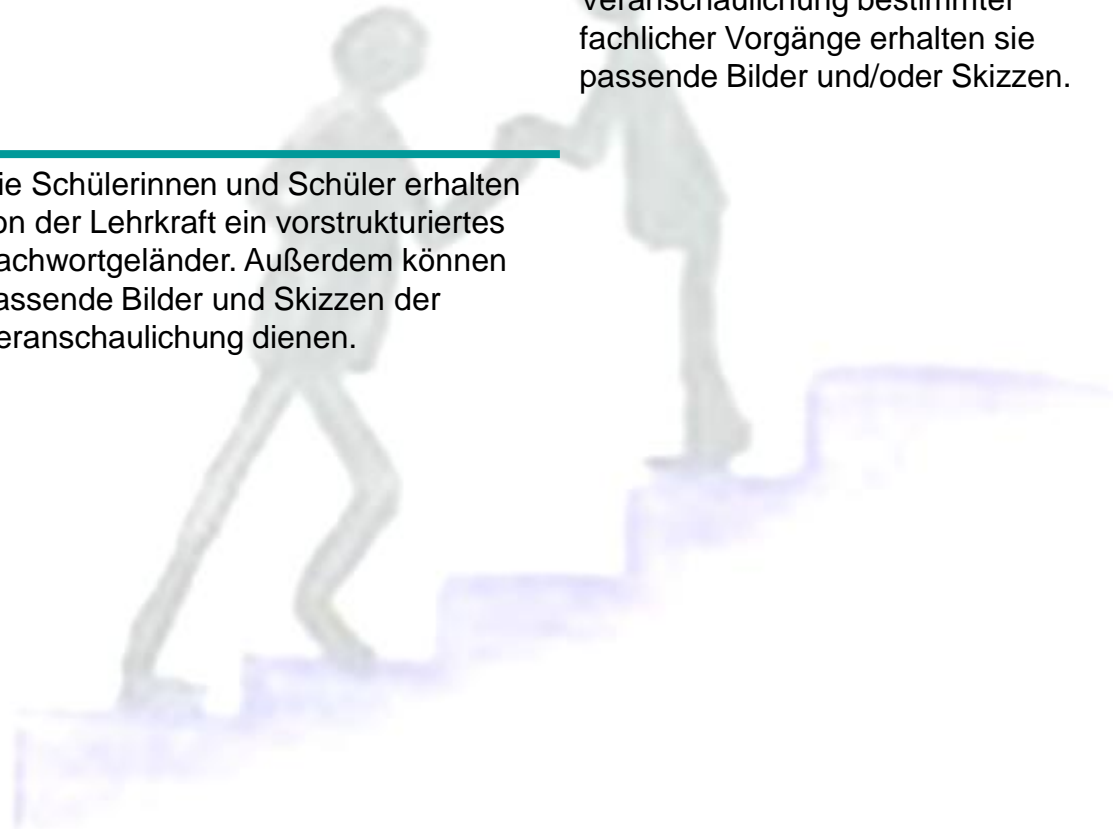 Veranschaulichung bestimmter
fachlicher Vorgänge erhalten sie
passende Bilder und/oder Skizzen.
ie Schülerinnen und Schüler erhalten
on der Lehrkraft ein vorstrukturiertes
achwortgeländer. Außerdem können
assende Bilder und Skizzen der
eranschaulichung dienen.